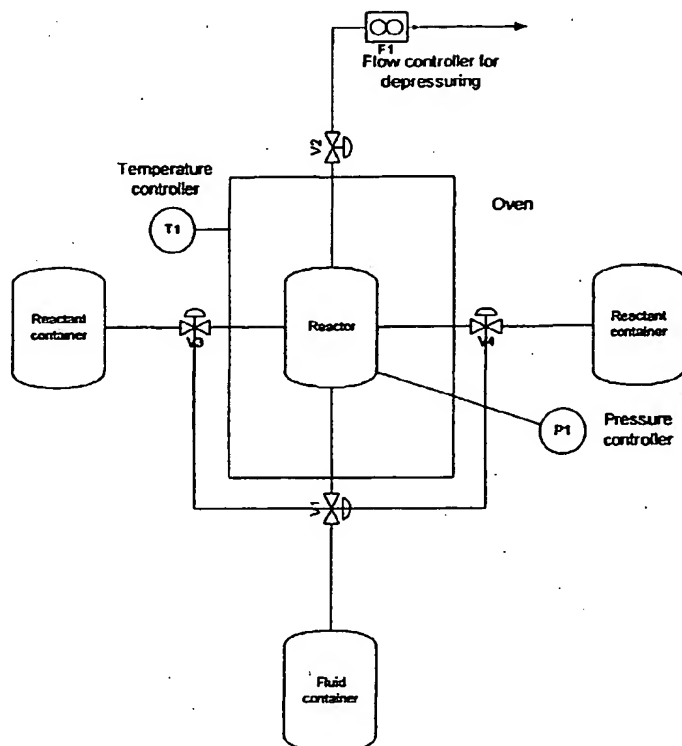 F1
Flow controller for
depressuring
V2
Temperature
controller
T1
Oven
Reactant
container
V3
Reactor
V4
Reactant
container
P1
Pressure
controller
V1
Fluid
container